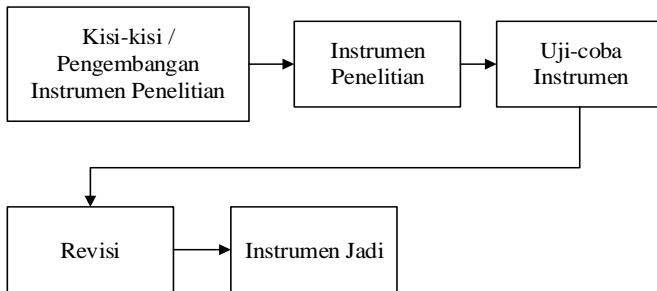 Kisi-kisi /
Pengembangan
Instrumen Penelitian
Instrumen
Penelitian
Uji-coba
Instrumen
Revisi
Instrumen Jadi